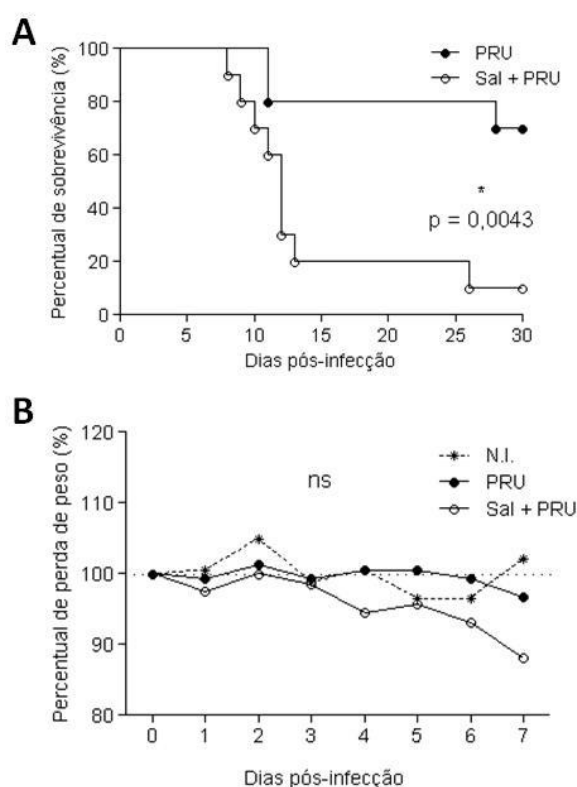 A
Percentual de sobrevivência (%)
100
80
60
40
20
0
PRU
Sal + PRU
*
p = 0,0043
0 5 10 15 20 25 30
Dias pós-infecção
B
Percentual de perda de peso (%)
120
110
100
90
80
N.I.
PRU
Sal + PRU
ns
0 1 2 3 4 5 6 7
Dias pós-infecção